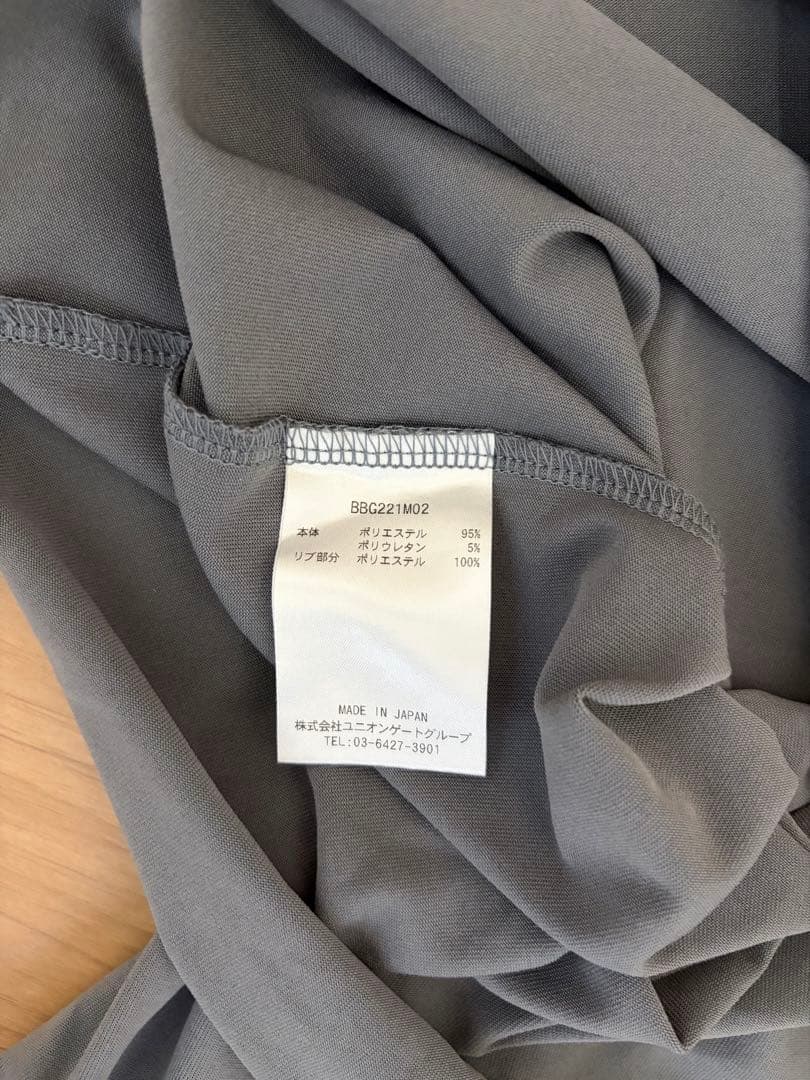 BBG221M02
本体 ポリエステル 95%
ポリウレタン 5%
リブ部分 ポリエステル 100%
MADE IN JAPAN
株式会社ユニオンゲートグループ
TEL:03-6427-3901